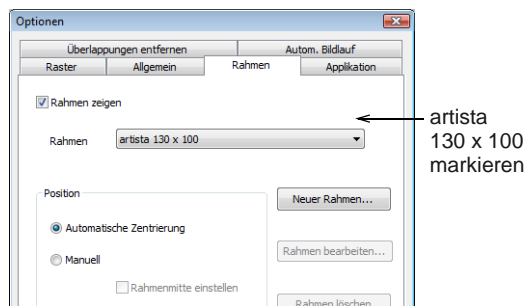 Optionen
Überlappungen entfernen
Autom. Bildlauf
Raster
Allgemein
Rahmen
Applikation
Rahmen zeigen
Rahmen
artista 130 x 100
artista
130 x 100
markieren
Position
Neuer Rahmen...
Automatische Zentrierung
Manuell
Rahmen bearbeiten...
Rahmenmitte einstellen
Rahmen löschen